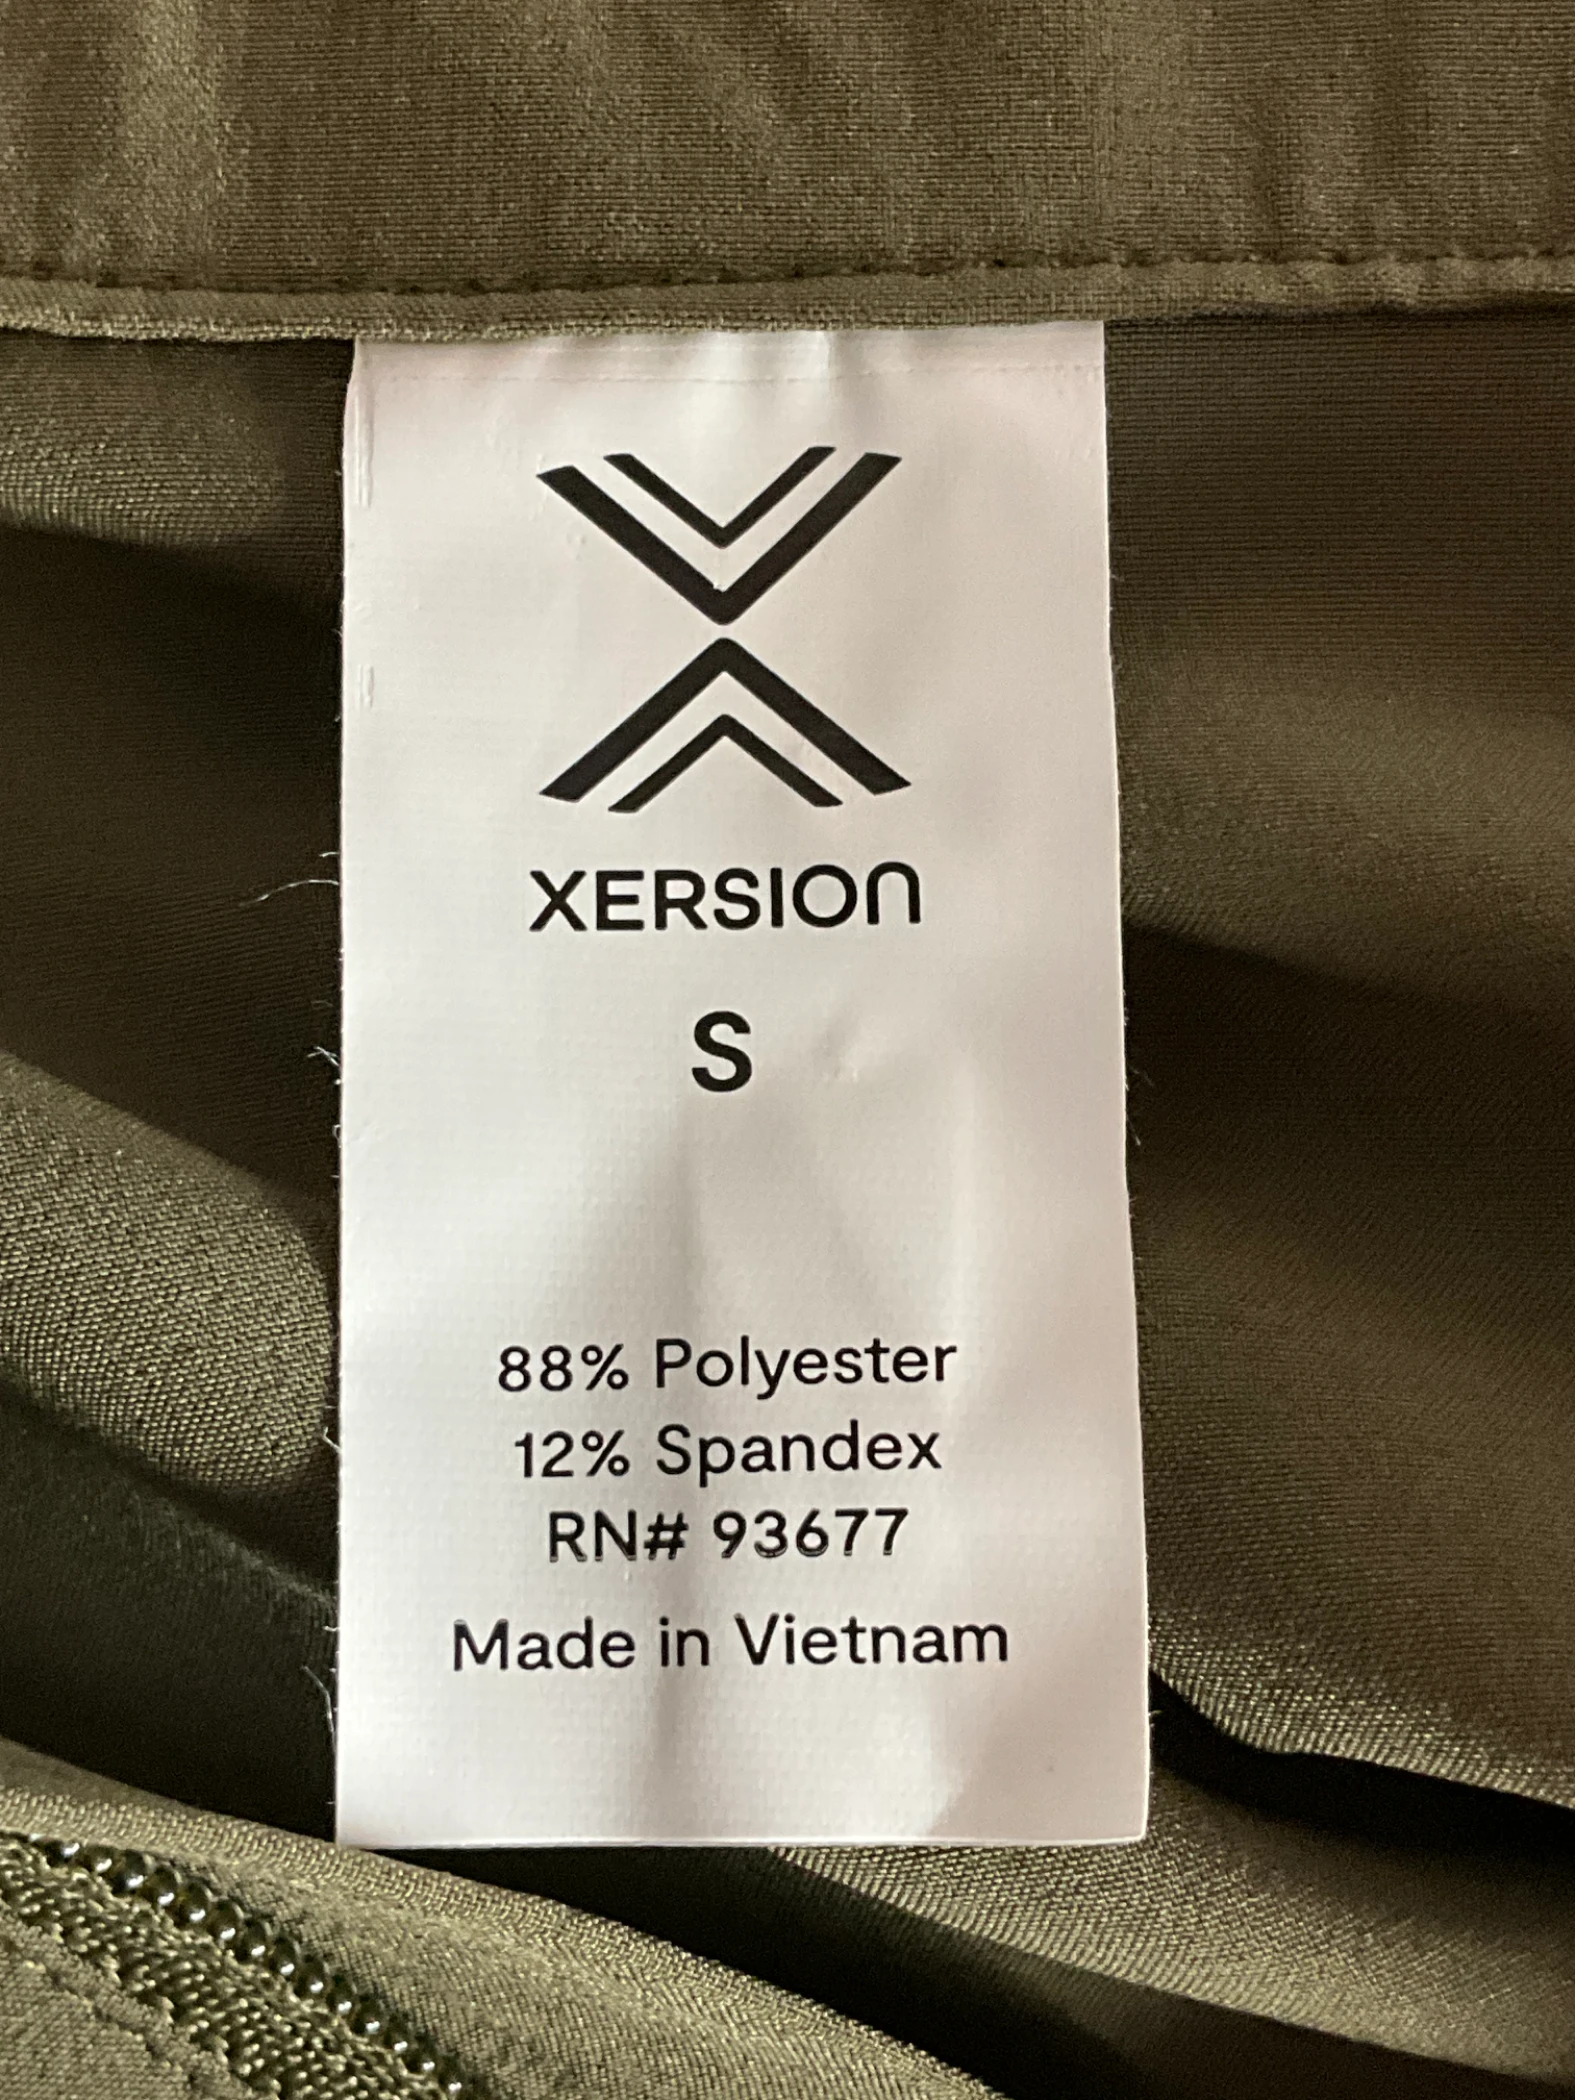 XERSION
S
88% Polyester
12% Spandex
RN# 93677
Made in Vietnam